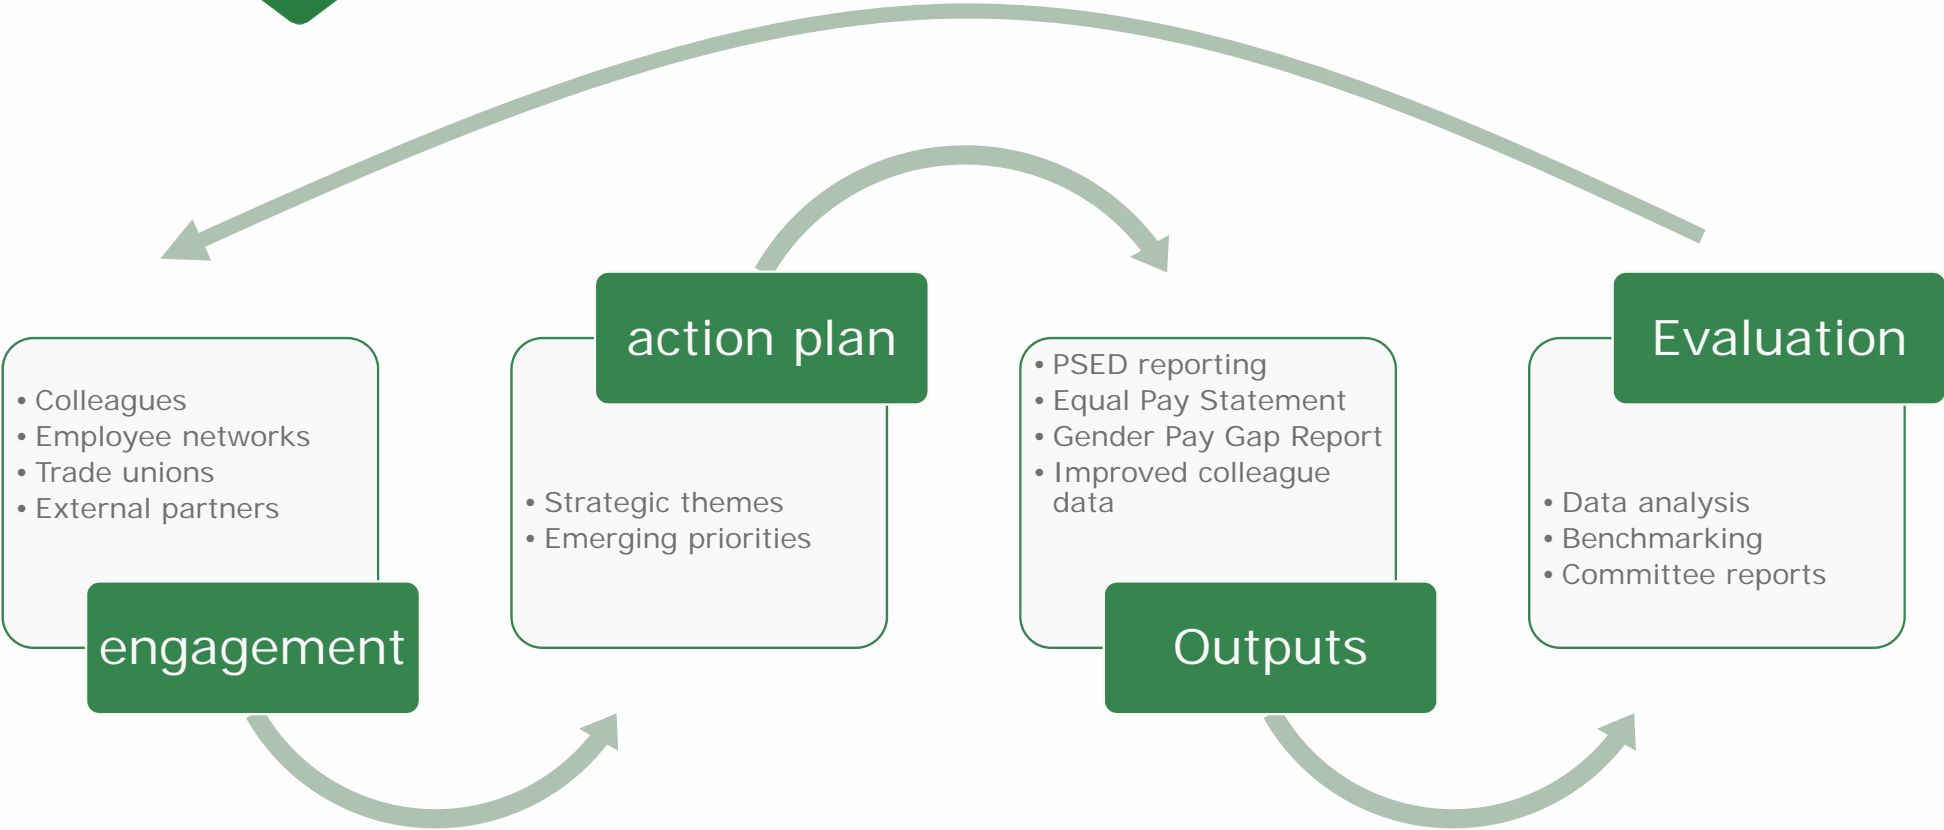 • Colleagues
• Employee networks
• Trade unions
• External partners
engagement
action plan
• Strategic themes
• Emerging priorities
• PSED reporting
• Equal Pay Statement
• Gender Pay Gap Report
• Improved colleague
data
Outputs
Evaluation
• Data analysis
• Benchmarking
• Committee reports